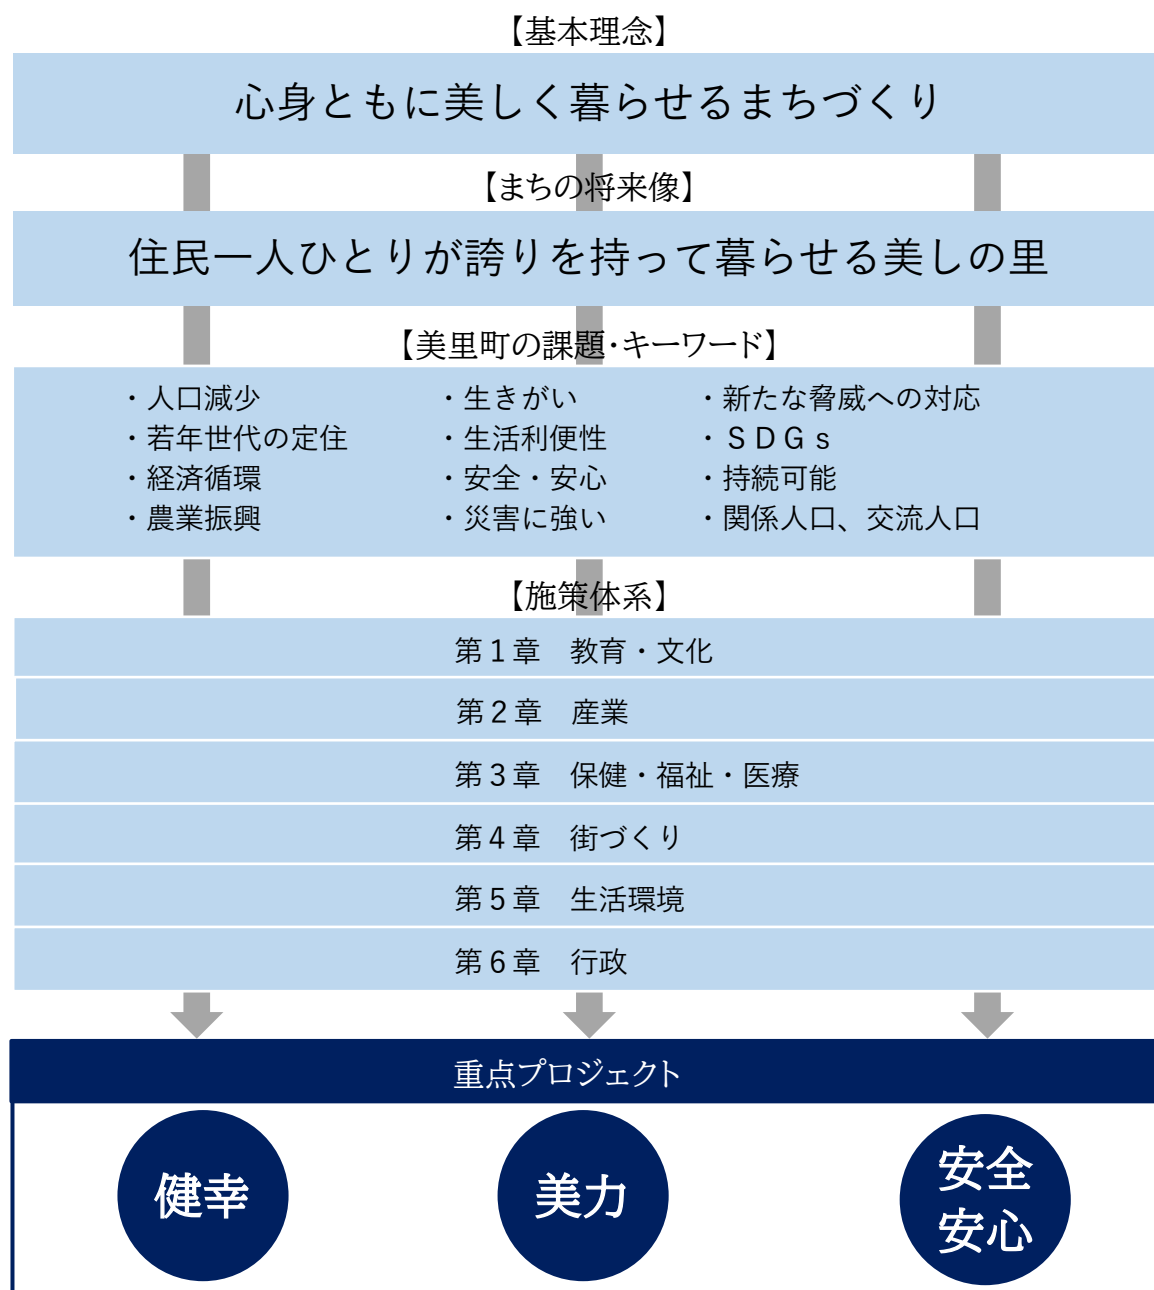 【基本理念】
心身ともに美しく暮らせるまちづくり
【まちの将来像】
住民一人ひとりが誇りを持って暮らせる美しの里
【美里町の課題・キーワード】
・人口減少
・若年世代の定住
・経済循環
・農業振興
・生きがい
・生活利便性
・安全・安心
・災害に強い
・新たな脅威への対応
・ＳＤＧｓ
・持続可能
・関係人口、交流人口
【施策体系】
第１章　教育・文化
第２章　産業
第３章　保健・福祉・医療
第４章　街づくり
第５章　生活環境
第６章　行政
重点プロジェクト
健幸
美力
安全
安心